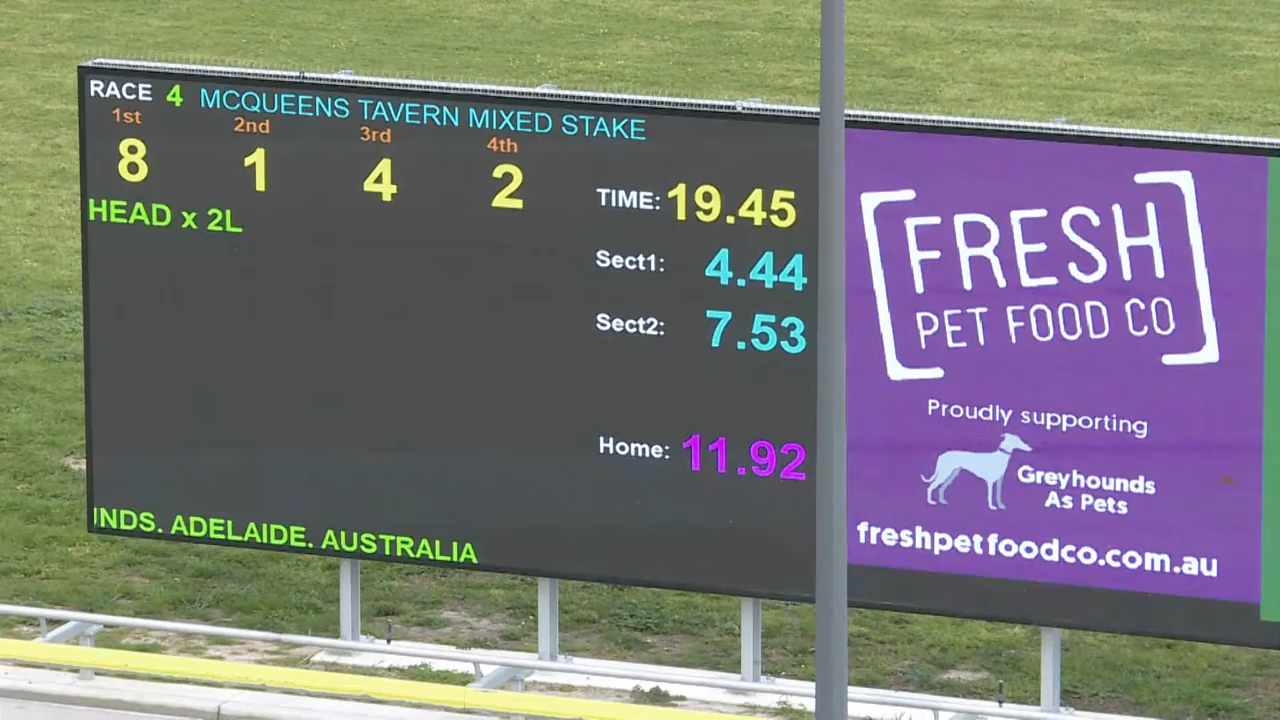 RACE 4 MCQUEENS TAVERN MIXED STAKE
1st 2nd 3rd 4th
8 1 4 2
HEAD x 2L
TIME: 19.45
Sect1: 4.44
Sect2: 7.53
Home: 11.92
ADELAIDE. AUSTRALIA
FRESH
PET FOOD CO
Proudly supporting
Greyhounds
As Pets
freshpetfoodco.com.au